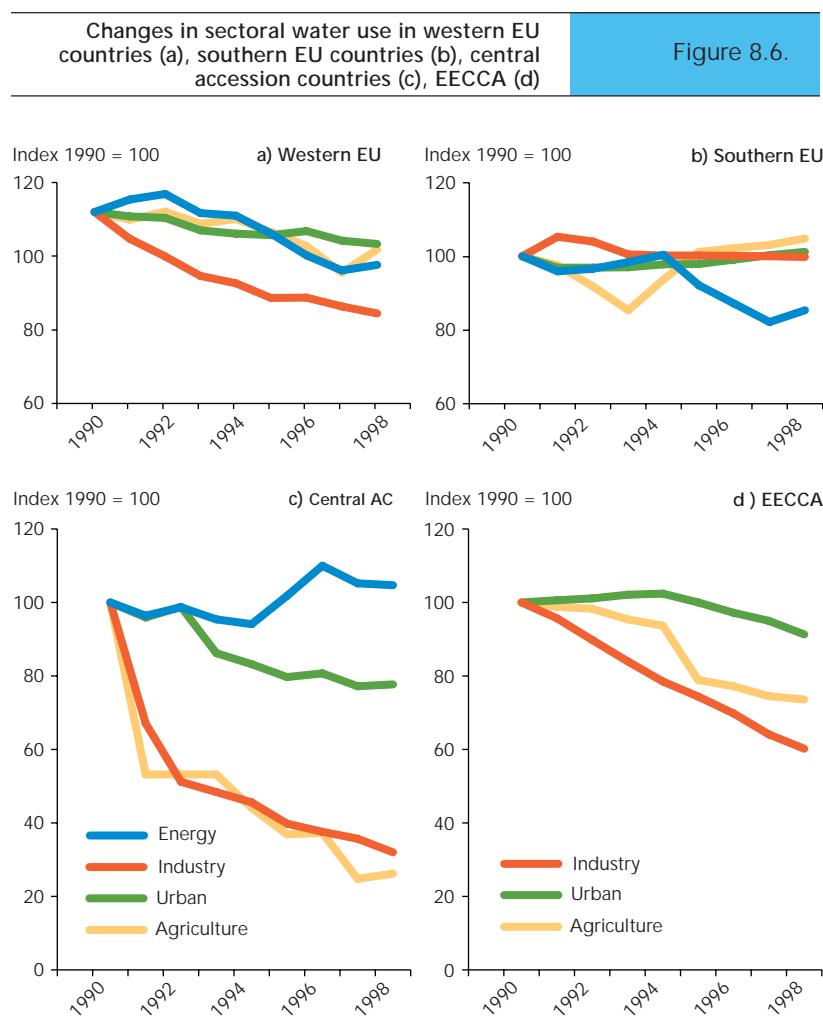 Changes in sectoral water use in western EU
countries (a), southern EU countries (b), central
accession countries (c), EECCA (d)
Figure 8.6.
Index 1990 = 100
a) Western EU
120
100
80
60
1990
1992
1994
1996
1998
Index 1990 = 100
b) Southern EU
120
100
80
60
1990
1992
1994
1996
1998
Index 1990 = 100
c) Central AC
120
100
80
60
40
20
0
Energy
Industry
Urban
Agriculture
1990
1992
1994
1996
1998
Index 1990 = 100
d ) EECCA
120
100
80
60
40
20
0
Industry
Urban
Agriculture
1990
1992
1994
1996
1998